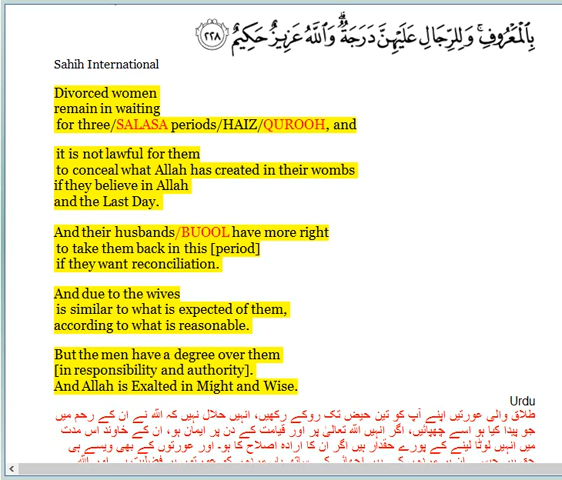 بِالْمَعْرُوفِ ۚ وَلِلرِّجَالِ عَلَيْهِنَّ دَرَجَةٌ ۗ وَاللَّهُ عَزِيزٌ حَكِيمٌ ﴿٢٢٨﴾
Sahih International
Divorced women
remain in waiting
for three/SALASA periods/HAIZ/QUROOH, and
it is not lawful for them
to conceal what Allah has created in their wombs
if they believe in Allah
and the Last Day.
And their husbands/BUOOL have more right
to take them back in this [period]
if they want reconciliation.
And due to the wives
is similar to what is expected of them,
according to what is reasonable.
But the men have a degree over them
[in responsibility and authority].
And Allah is Exalted in Might and Wise.
Urdu
طلاق والی عورتیں اپنے آپ کو تین حیض تک روکے رکھیں، انہیں حلال نہیں کہ اللہ نے ان کے رحم میں
جو پیدا کیا ہو اسے چھپائیں، اگر انہیں اللہ تعالیٰ پر اور قیامت کے دن پر ایمان ہو، ان کے خاوند اس مدت
میں انہیں لوٹا لینے کے پورے حقدار ہیں اگر ان کا ارادہ اصلاح کا ہو۔ اور عورتوں کے بھی ویسے ہی